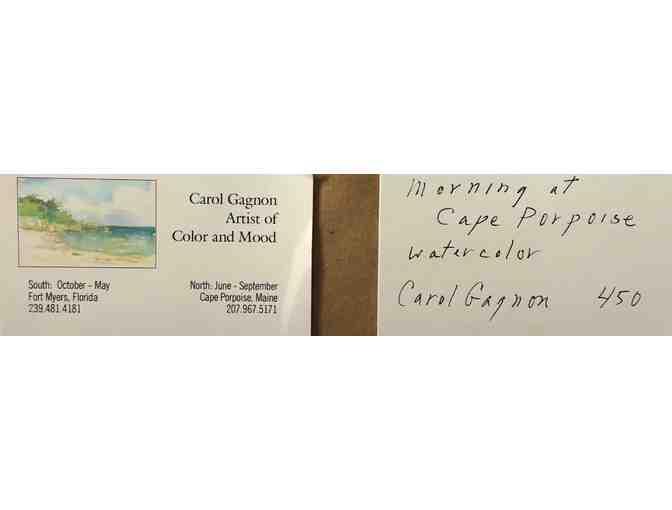 Carol Gagnon
Artist of
Color and Mood
South: October - May
Fort Myers, Florida
239.481.4181
North: June - September
Cape Porpoise, Maine
207.967.5171
Morning at
Cape Porpoise
watercolor
Carol Gagnon 450